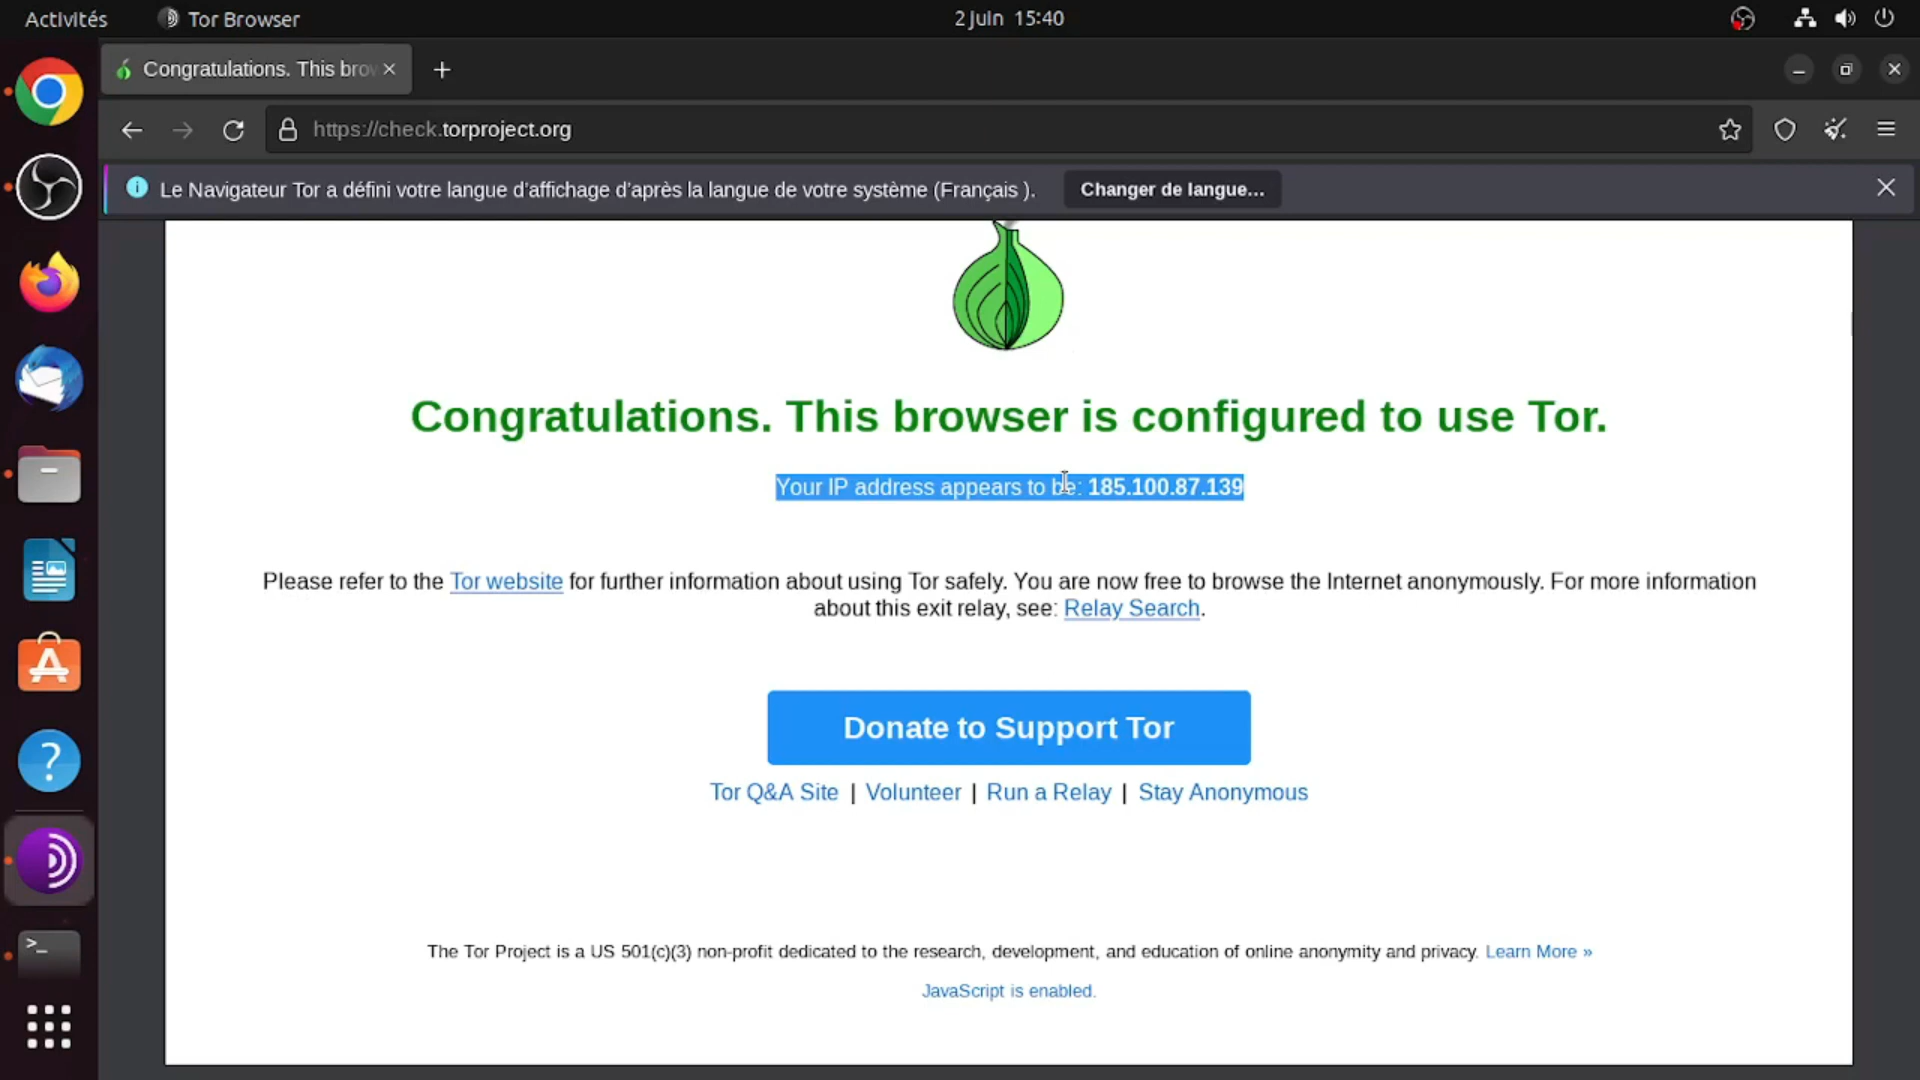 Activités Tor Browser 2 juin 15:40
Congratulations. This brow
https://check.torproject.org
Le Navigateur Tor a défini votre langue d'affichage d'après la langue de votre système (Français ). Changer de langue...
Congratulations. This browser is configured to use Tor.
Your IP address appears to be: 185.100.87.139
Please refer to the Tor website for further information about using Tor safely. You are now free to browse the Internet anonymously. For more information
about this exit relay, see: Relay Search.
Donate to Support Tor
Tor Q&A Site | Volunteer | Run a Relay | Stay Anonymous
The Tor Project is a US 501(c)(3) non-profit dedicated to the research, development, and education of online anonymity and privacy. Learn More »
JavaScript is enabled.